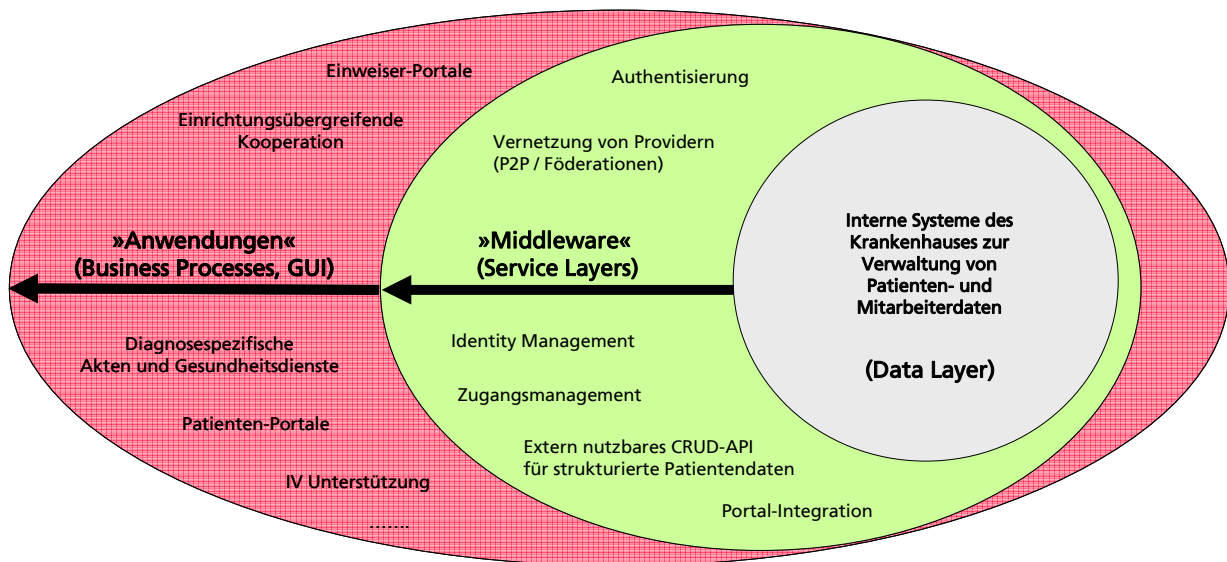 Einweiser-Portale
Einrichtungsübergreifende
Kooperation
»Anwendungen«
(Business Processes, GUI)
Diagnosespezifische
Akten und Gesundheitsdienste
Patienten-Portale
IV Unterstützung
.......
Authentisierung
Vernetzung von Providern
(P2P / Föderationen)
»Middleware«
(Service Layers)
Identity Management
Zugangsmanagement
Extern nutzbares CRUD-API
für strukturierte Patientendaten
Portal-Integration
Interne Systeme des
Krankenhauses zur
Verwaltung von
Patienten- und
Mitarbeiterdaten
(Data Layer)